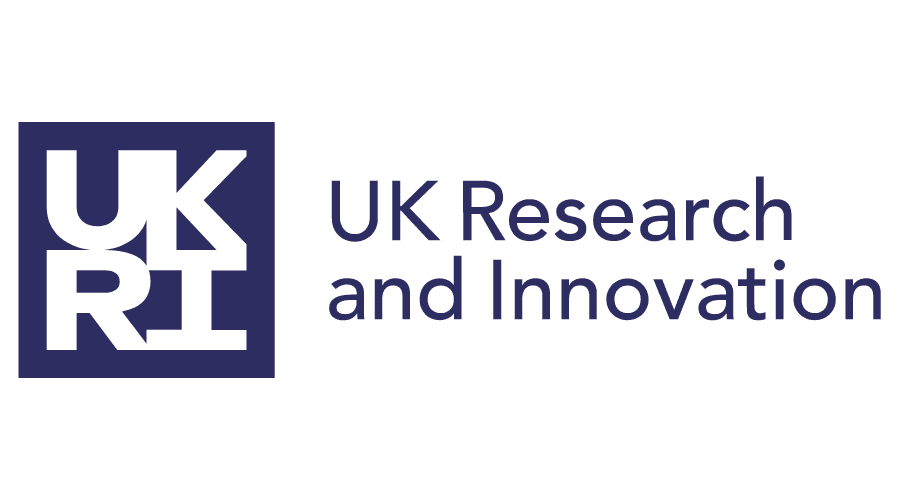 UK
RI
UK Research
and Innovation